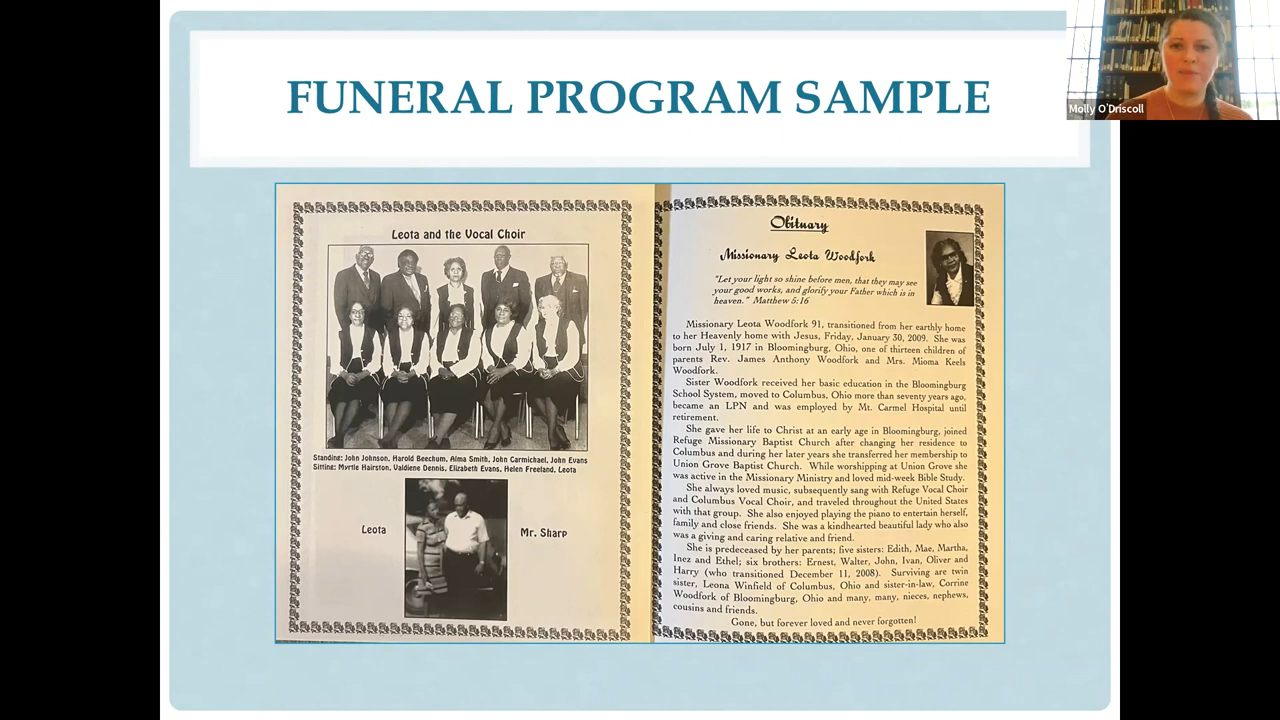 FUNERAL PROGRAM SAMPLE
Molly O'Driscoll
Leota and the Vocal Choir
Standing: John Johnson, Harold Beechum, Alma Smith, John Carmichael, John Evans
Sitting: Myrtle Hairston, Valdiene Dennis, Elizabeth Evans, Helen Freeland, Leota
Leota
Mr. Sharp
Obituary
Missionary Leota Woodfork
"Let your light so shine before men, that they may see
your good works, and glorify your Father which is in
heaven." Matthew 5:16
Missionary Leota Woodfork 91, transitioned from her earthly home
to her Heavenly home with Jesus, Friday, January 30, 2009. She was
born July 1, 1917 in Bloomingburg, Ohio, one of thirteen children of
parents Rev. James Anthony Woodfork and Mrs. Mioma Keels
Woodfork.
Sister Woodfork received her basic education in the Bloomingburg
School System, moved to Columbus, Ohio more than seventy years ago,
became an LPN and was employed by Mt. Carmel Hospital until
retirement.
She gave her life to Christ at an early age in Bloomingburg, joined
Refuge Missionary Baptist Church after changing her residence to
Columbus and during her later years she transferred her membership to
Union Grove Baptist Church. While worshipping at Union Grove she
was active in the Missionary Ministry and loved mid-week Bible Study.
She always loved music, subsequently sang with Refuge Vocal Choir
and Columbus Vocal Choir, and traveled throughout the United States
with that group. She also enjoyed playing the piano to entertain herself,
family and close friends. She was a kindhearted beautiful lady who also
was a giving and caring relative and friend.
She is predeceased by her parents; five sisters: Edith, Mae, Martha,
Inez and Ethel; six brothers: Ernest, Walter, John, Ivan, Oliver and
Harry (who transitioned December 11, 2008). Surviving are twin
sister, Leona Winfield of Columbus, Ohio and sister-in-law, Corrine
Woodfork of Bloomingburg, Ohio and many, many, nieces, nephews,
cousins and friends.
Gone, but forever loved and never forgotten!